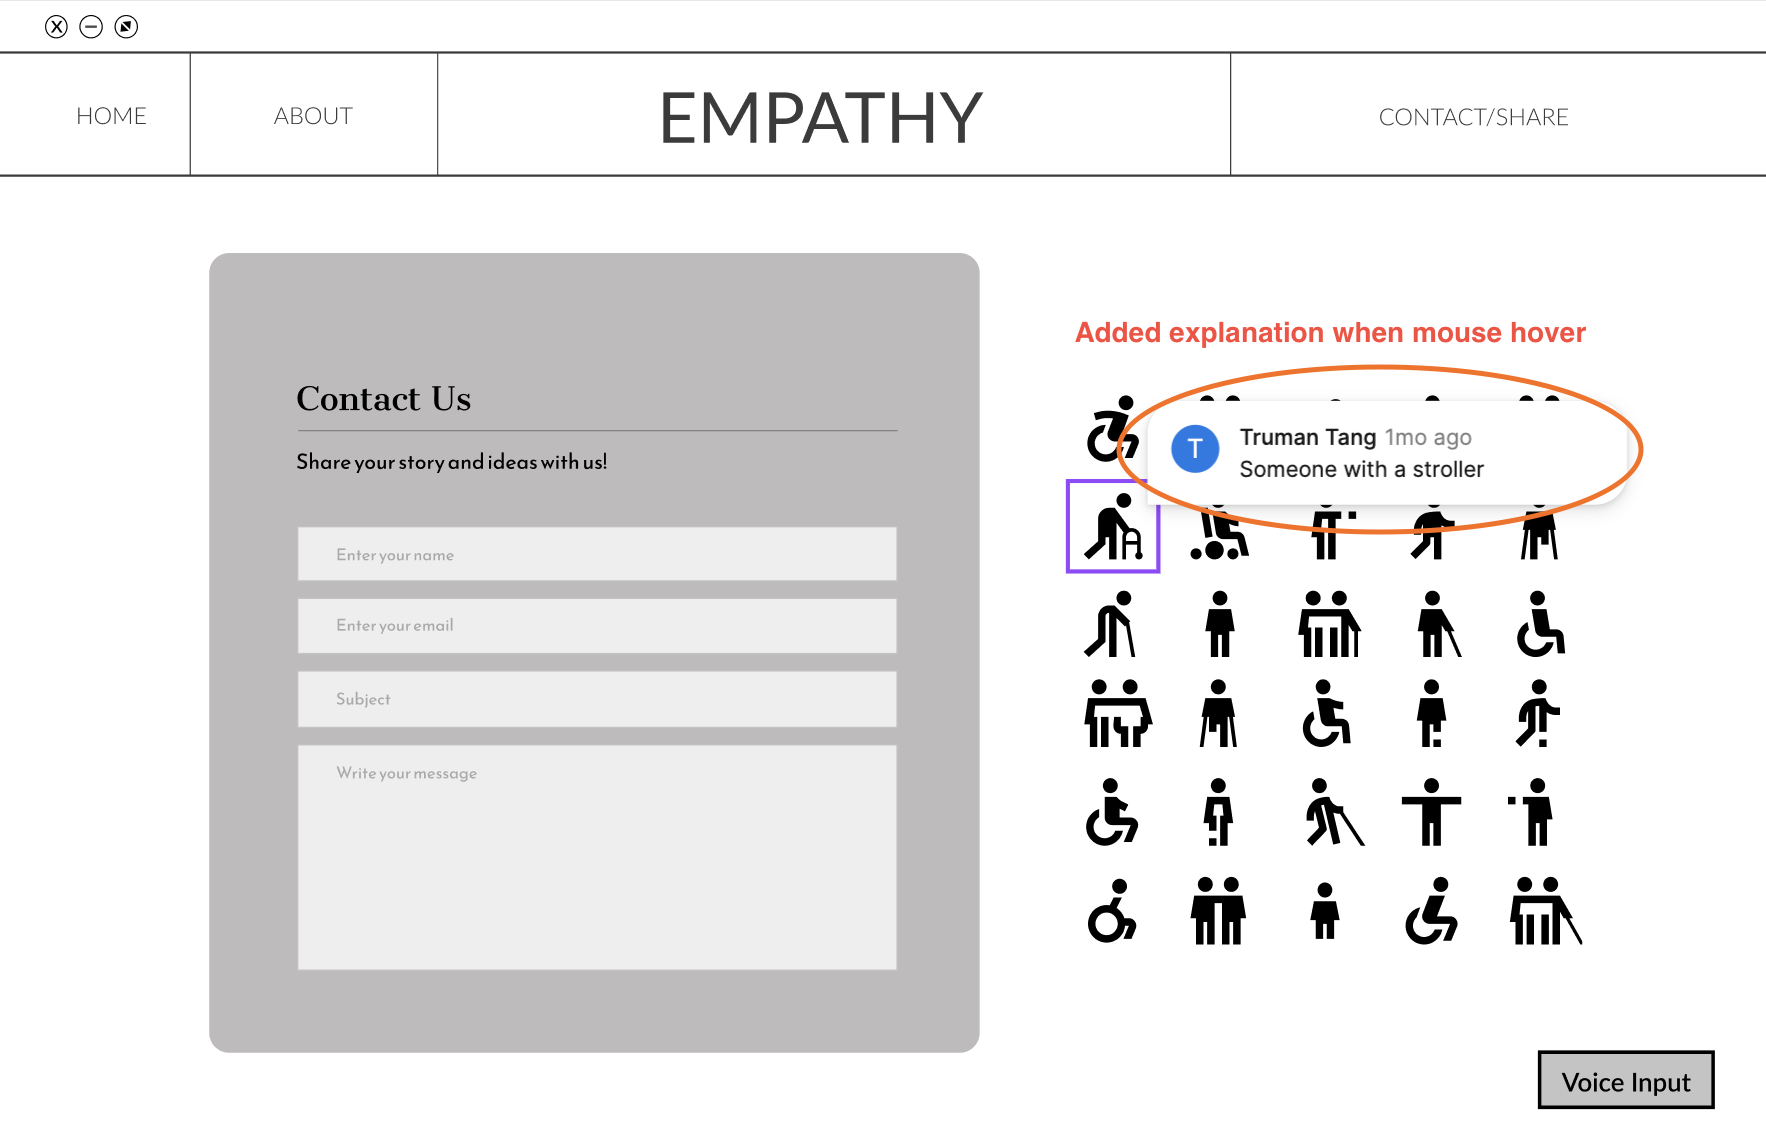 HOME
ABOUT
EMPATHY
CONTACT/SHARE
Contact Us
Share your story and ideas with us!
Enter your name
Enter your email
Subject
Write your message
Added explanation when mouse hover
T
Truman Tang 1mo ago
Someone with a stroller
Voice Input